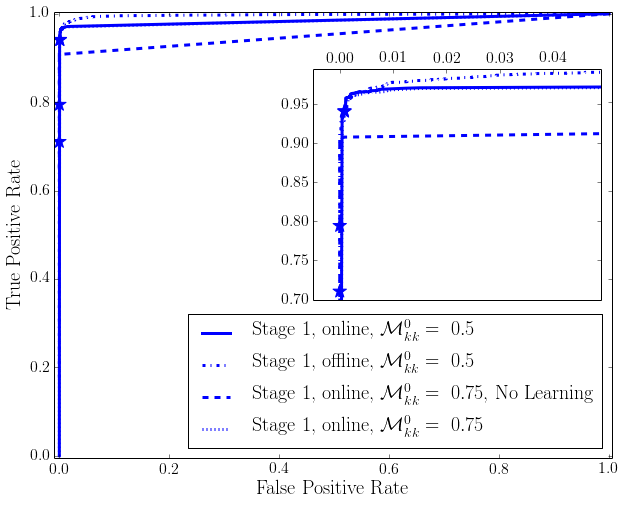 1.0
0.8
0.6
0.4
0.2
0.0
True Positive Rate
0.00 0.01 0.02 0.03 0.04
0.95
0.90
0.85
0.80
0.75
0.70
Stage 1, online, $\mathcal{M}^0_{kk} =$ 0.5
Stage 1, offline, $\mathcal{M}^0_{kk} =$ 0.5
Stage 1, online, $\mathcal{M}^0_{kk} =$ 0.75, No Learning
Stage 1, online, $\mathcal{M}^0_{kk} =$ 0.75
0.0 0.2 0.4 0.6 0.8 1.0
False Positive Rate